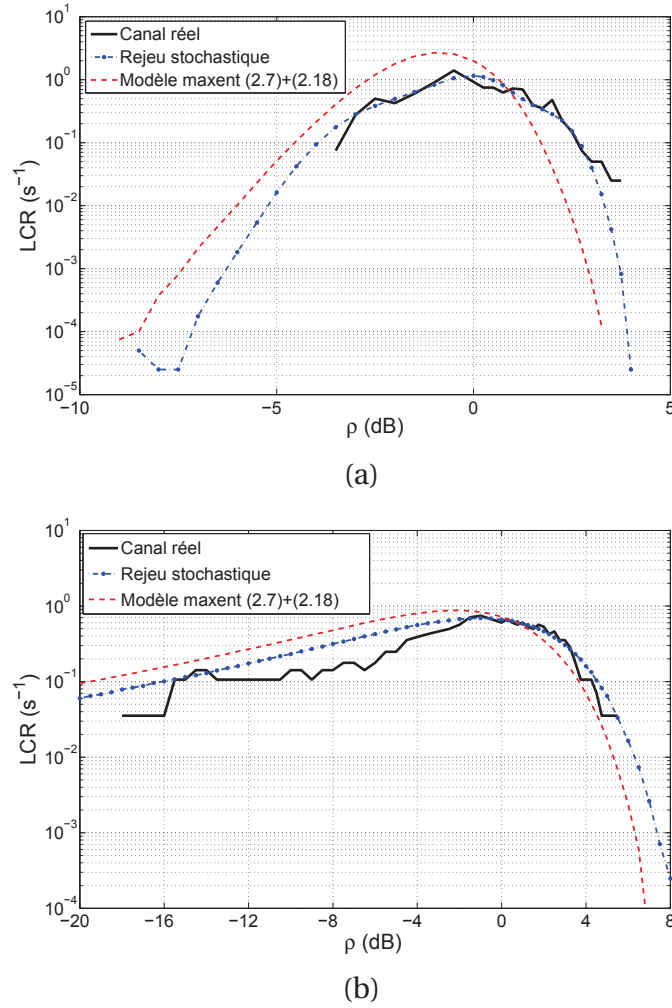 10^1
10^0
10^-1
10^-2
10^-3
10^-4
10^-5
LCR (s^−1)
Canal réel
Rejeu stochastique
Modèle maxent (2.7)+(2.18)
−10
−5
0
5
ρ (dB)
(a)
10^1
10^0
10^-1
10^-2
10^-3
10^-4
LCR (s^−1)
Canal réel
Rejeu stochastique
Modèle maxent (2.7)+(2.18)
−20
−16
−12
−8
−4
0
4
8
ρ (dB)
(b)